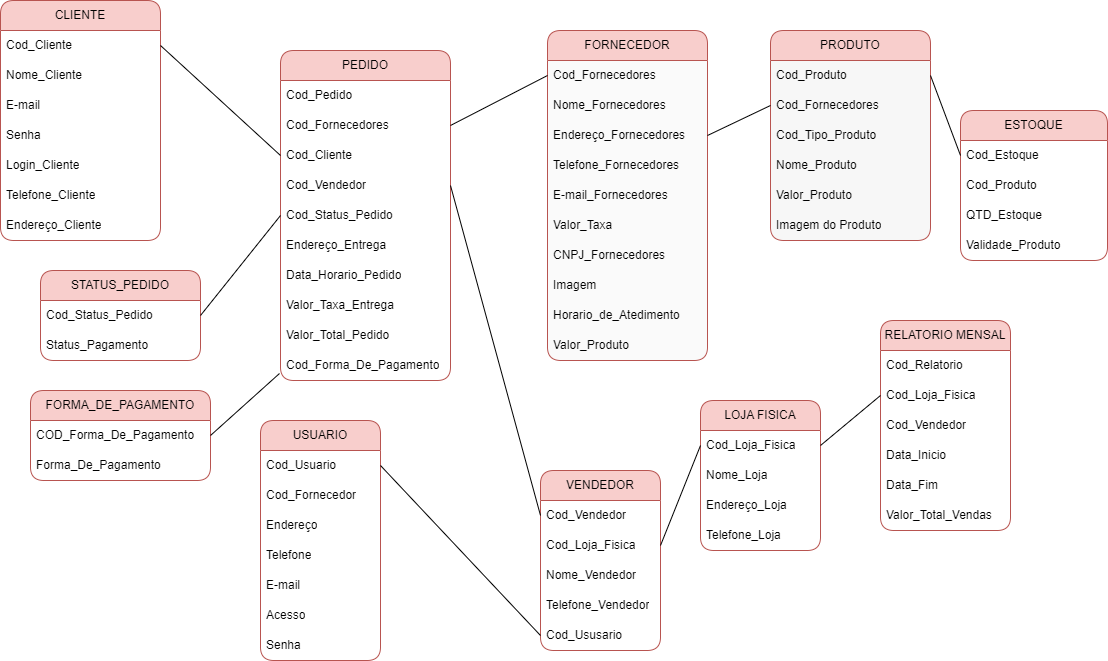 CLIENTE
Cod_Cliente
Nome_Cliente
E-mail
Senha
Login_Cliente
Telefone_Cliente
Endereço_Cliente
PEDIDO
Cod_Pedido
Cod_Fornecedores
Cod_Cliente
Cod_Vendedor
Cod_Status_Pedido
Endereço_Entrega
Data_Horario_Pedido
Valor_Taxa_Entrega
Valor_Total_Pedido
Cod_Forma_De_Pagamento
FORNECEDOR
Cod_Fornecedores
Nome_Fornecedores
Endereço_Fornecedores
Telefone_Fornecedores
E-mail_Fornecedores
Valor_Taxa
CNPJ_Fornecedores
Imagem
Horario_de_Atedimento
Valor_Produto
PRODUTO
Cod_Produto
Cod_Fornecedores
Cod_Tipo_Produto
Nome_Produto
Valor_Produto
Imagem do Produto
ESTOQUE
Cod_Estoque
Cod_Produto
QTD_Estoque
Validade_Produto
STATUS_PEDIDO
Cod_Status_Pedido
Status_Pagamento
FORMA_DE_PAGAMENTO
COD_Forma_De_Pagamento
Forma_De_Pagamento
USUARIO
Cod_Usuario
Cod_Fornecedor
Endereço
Telefone
E-mail
Acesso
Senha
VENDEDOR
Cod_Vendedor
Cod_Loja_Fisica
Nome_Vendedor
Telefone_Vendedor
Cod_Ususario
LOJA FISICA
Cod_Loja_Fisica
Nome_Loja
Endereço_Loja
Telefone_Loja
RELATORIO MENSAL
Cod_Relatorio
Cod_Loja_Fisica
Cod_Vendedor
Data_Inicio
Data_Fim
Valor_Total_Vendas